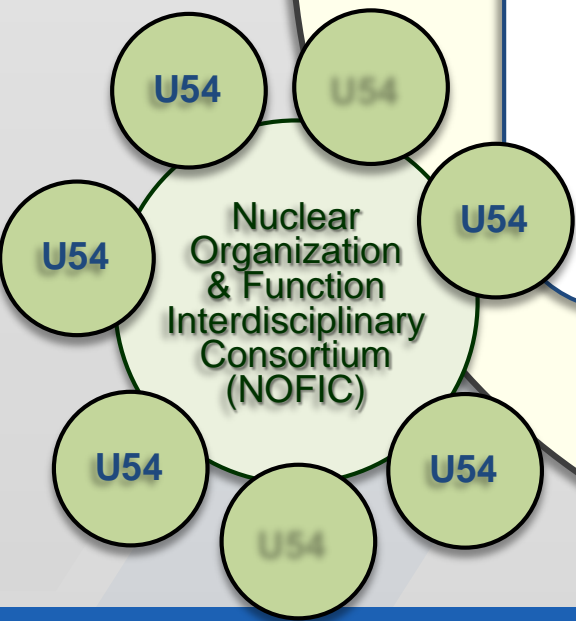 U54
U54
U54
U54
Nuclear
Organization
& Function
Interdisciplinary
Consortium
(NOFIC)
U54
U54
U54